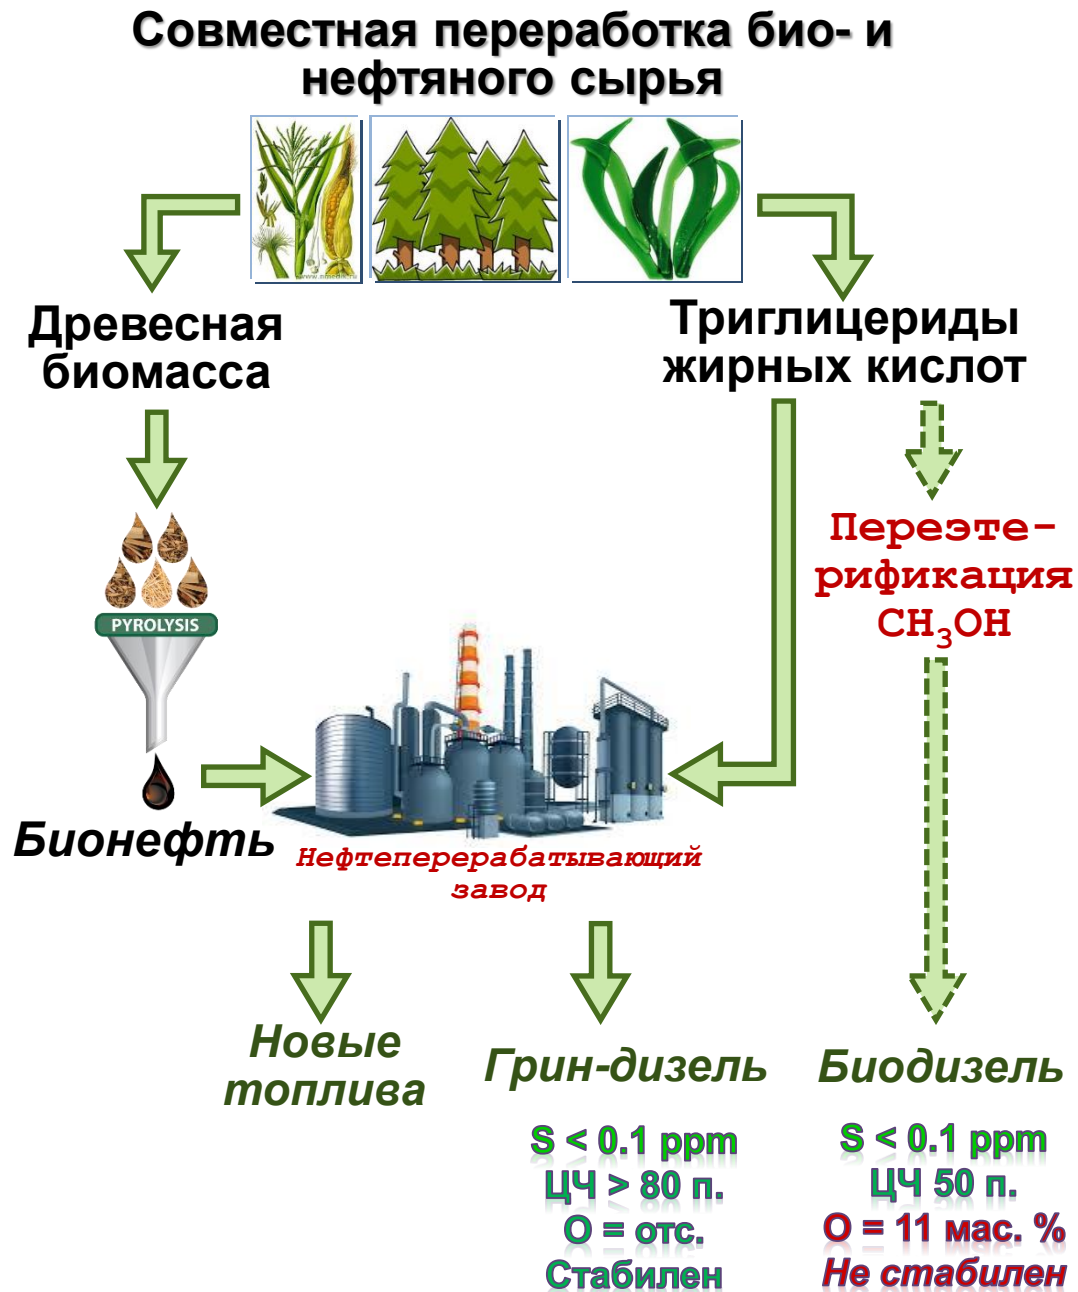 Совместная переработка био- и
нефтяного сырья
Древесная
биомасса
Триглицериды
жирных кислот
Переэте-
рификация
CH₃OH
PYROLYSIS
Бионефть
Нефтеперерабатывающий
завод
Новые
топлива
Грин-дизель
S < 0.1 ppm
ЦЧ > 80 п.
О = отс.
Стабилен
Биодизель
S < 0.1 ppm
ЦЧ 50 п.
О = 11 мас. %
Не стабилен